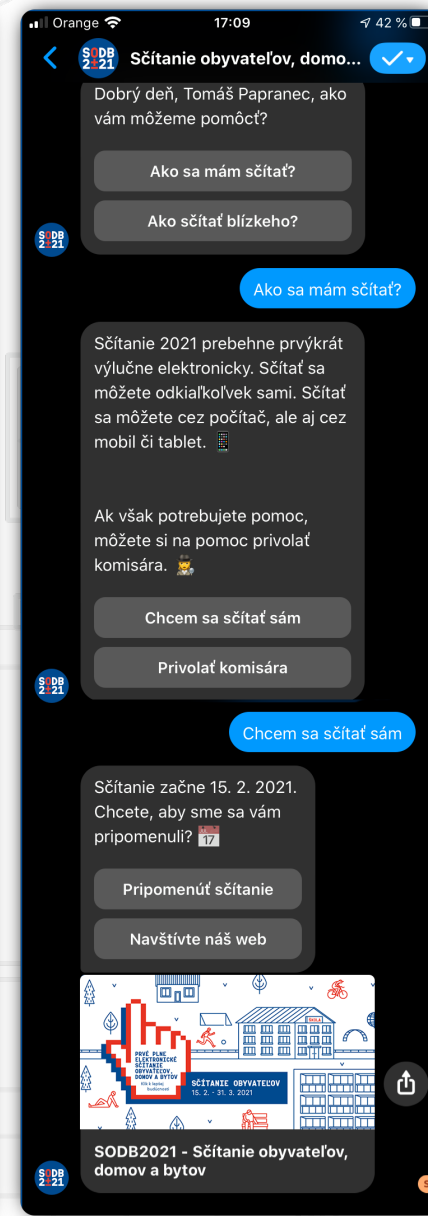 Orange
17:09
42 %
SODB
2021
Sčítanie obyvateľov, domo...
Dobrý deň, Tomáš Papranec, ako
vám môžeme pomôcť?
Ako sa mám sčítať?
Ako sčítať blízkeho?
SODB
2021
Ako sa mám sčítať?
Sčítanie 2021 prebehne prvýkrát
výlučne elektronicky. Sčítať sa
môžete odkiaľkoľvek sami. Sčítať
sa môžete cez počítač, ale aj cez
mobil či tablet. 📱
Ak však potrebujete pomoc,
môžete si na pomoc privolať
komisára. 🕵️
Chcem sa sčítať sám
Privolať komisára
SODB
2021
Chcem sa sčítať sám
Sčítanie začne 15. 2. 2021.
Chcete, aby sme sa vám
pripomenuli? 📅
Pripomenúť sčítanie
Navštívte náš web
ŠKOLA
PRVÉ PLNE
ELEKTRONICKÉ
SČÍTANIE
OBYVATEĽOV,
DOMOV A BYTOV
Klik k lepšej
budúcnosti
SČÍTANIE OBYVATEĽOV
15. 2. - 31. 3. 2021
SODB2021 - Sčítanie obyvateľov,
domov a bytov
SODB
2021